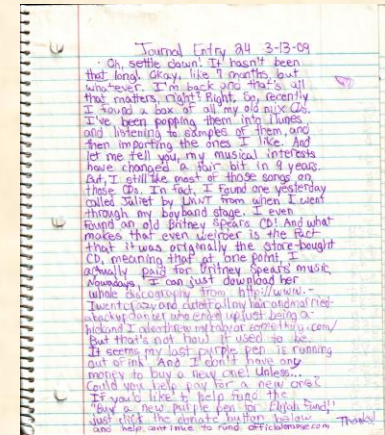 Journal Entry 24 3-13-09
Oh, settle down! It hasn't been
that long! Okay, like 7 months, but
whatever. I'm back and that's all
that matters, right? Right. So, recently
I found a box of all my old mix CDs.
I've been popping them into iTunes
and listening to samples of them, and
then importing the ones I like. And
let me tell you, my musical interests
have changed a fair bit in 9 years.
But I still like most of those songs on
those CDs. In fact, I found one yesterday
called Juliet by LMNT from when I went
through my boyband stage. I even
found an old Britney Spears CD! And what
makes that even weirder is the fact
that it was originally the store-bought
CD, meaning that at one point, I
actually paid for Britney Spears' music.
Nowadays, I can just download her
whole discography from http://www.-
Iwentcrazyandcutoffallmyhairandmarried-
abackupdancerwhoendedupjustbeinga-
But that's not how it used to be.
It seems my last purple pen is running
out of ink. And I don't have any
money to buy a new one! Unless...
Could you help pay for a new one?
If you'd like to help fund the
"Buy a new purple pen for Elijah Fund,"
just click the donate button below
and help continue to fund Thanks!